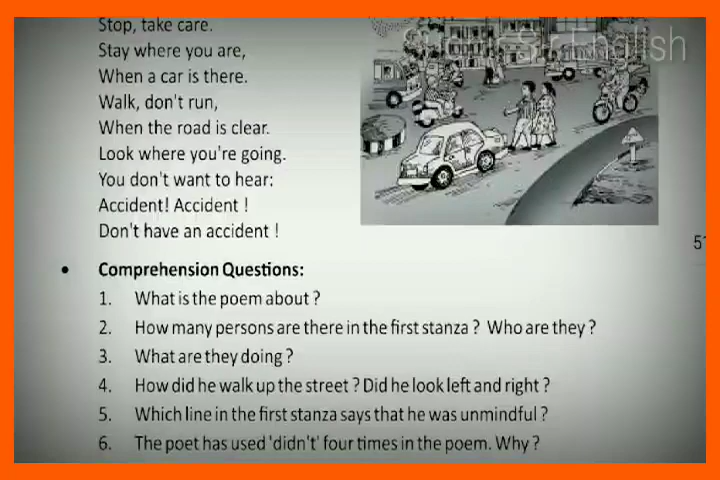 Stop, take care.
Stay where you are,
When a car is there.
Walk, don't run,
When the road is clear.
Look where you're going.
You don't want to hear:
Accident! Accident !
Don't have an accident !
• Comprehension Questions:
1. What is the poem about ?
2. How many persons are there in the first stanza ? Who are they ?
3. What are they doing ?
4. How did he walk up the street ? Did he look left and right ?
5. Which line in the first stanza says that he was unmindful ?
6. The poet has used 'didn't' four times in the poem. Why ?
Sir English